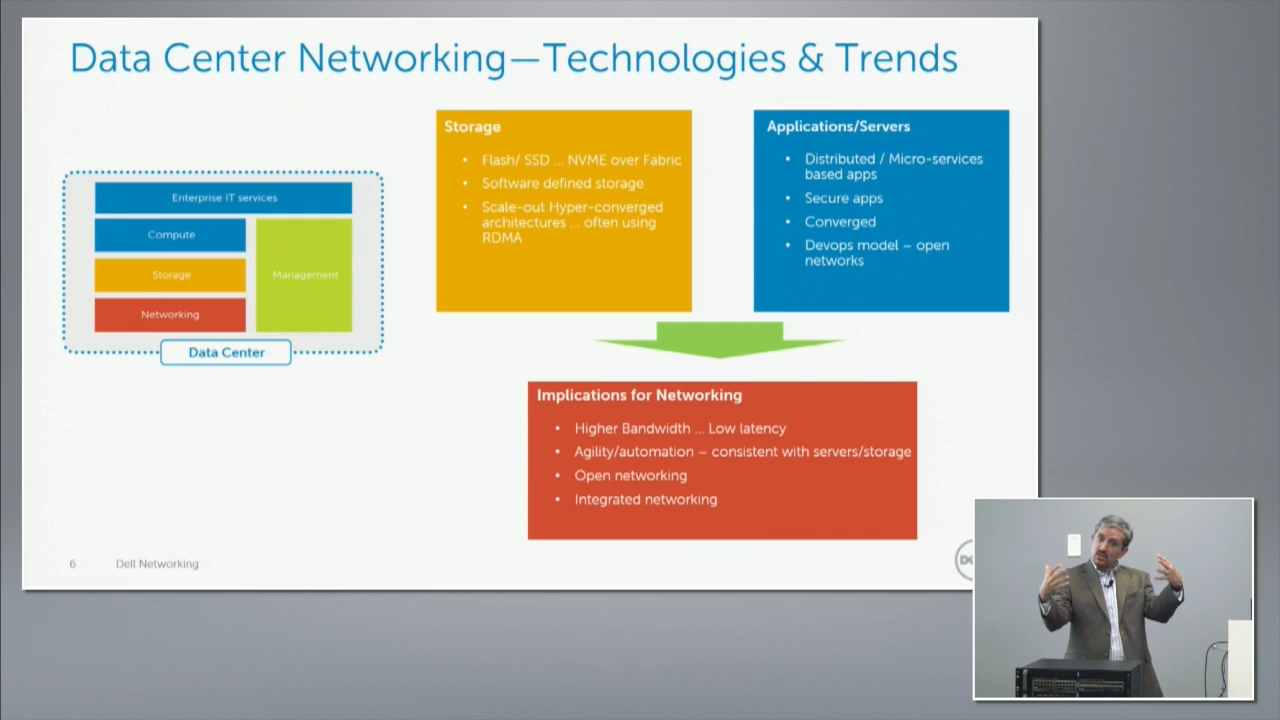 Data Center Networking—Technologies & Trends
Enterprise IT services
Compute
Storage
Networking
Management
Data Center
Storage
• Flash/ SSD ... NVME over Fabric
• Software defined storage
• Scale-out Hyper-converged
architectures ... often using
RDMA
Applications/Servers
• Distributed / Micro-services
based apps
• Secure apps
• Converged
• Devops model – open
networks
Implications for Networking
• Higher Bandwidth ... Low latency
• Agility/automation – consistent with servers/storage
• Open networking
• Integrated networking
6
Dell Networking